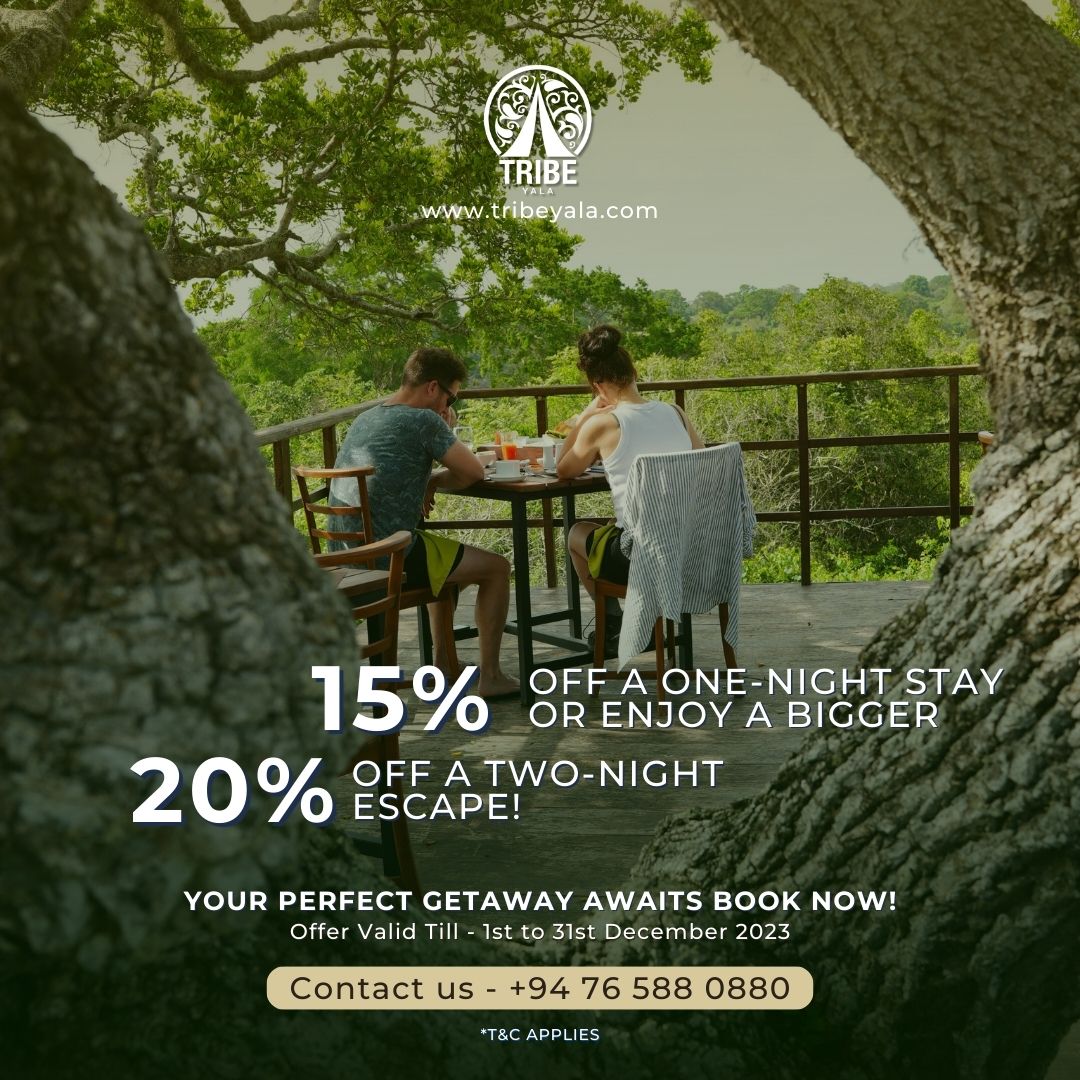 TRIBE
YALA
www.tribeyala.com
15% OFF A ONE-NIGHT STAY
OR ENJOY A BIGGER
20% OFF A TWO-NIGHT
ESCAPE!
YOUR PERFECT GETAWAY AWAITS BOOK NOW!
Offer Valid Till - 1st to 31st December 2023
Contact us - +94 76 588 0880
*T&C APPLIES